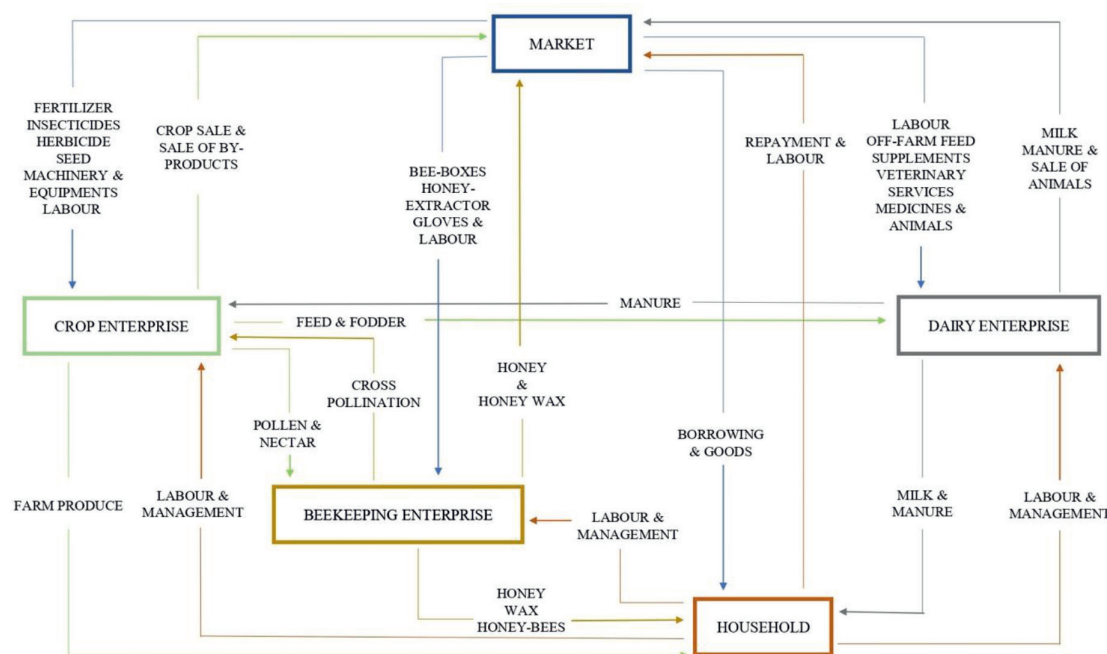 MARKET
FERTILIZER
INSECTICIDES
HERBICIDE
SEED
MACHINERY &
EQUIPMENTS
LABOUR
CROP SALE &
SALE OF BY-
PRODUCTS
BEE-BOXES
HONEY-
EXTRACTOR
GLOVES &
LABOUR
REPAYMENT &
LABOUR
LABOUR
OFF-FARM FEED
SUPPLEMENTS
VETERINARY
SERVICES
MEDICINES &
ANIMALS
MILK
MANURE &
SALE OF
ANIMALS
MANURE
CROP ENTERPRISE
FEED & FODDER
DAIRY ENTERPRISE
CROSS
POLLINATION
HONEY
&
HONEY WAX
POLLEN &
NECTAR
BORROWING
& GOODS
FARM PRODUCE
LABOUR &
MANAGEMENT
BEEKEEPING ENTERPRISE
LABOUR &
MANAGEMENT
MILK &
MANURE
LABOUR &
MANAGEMENT
HONEY
WAX
HONEY-BEES
HOUSEHOLD